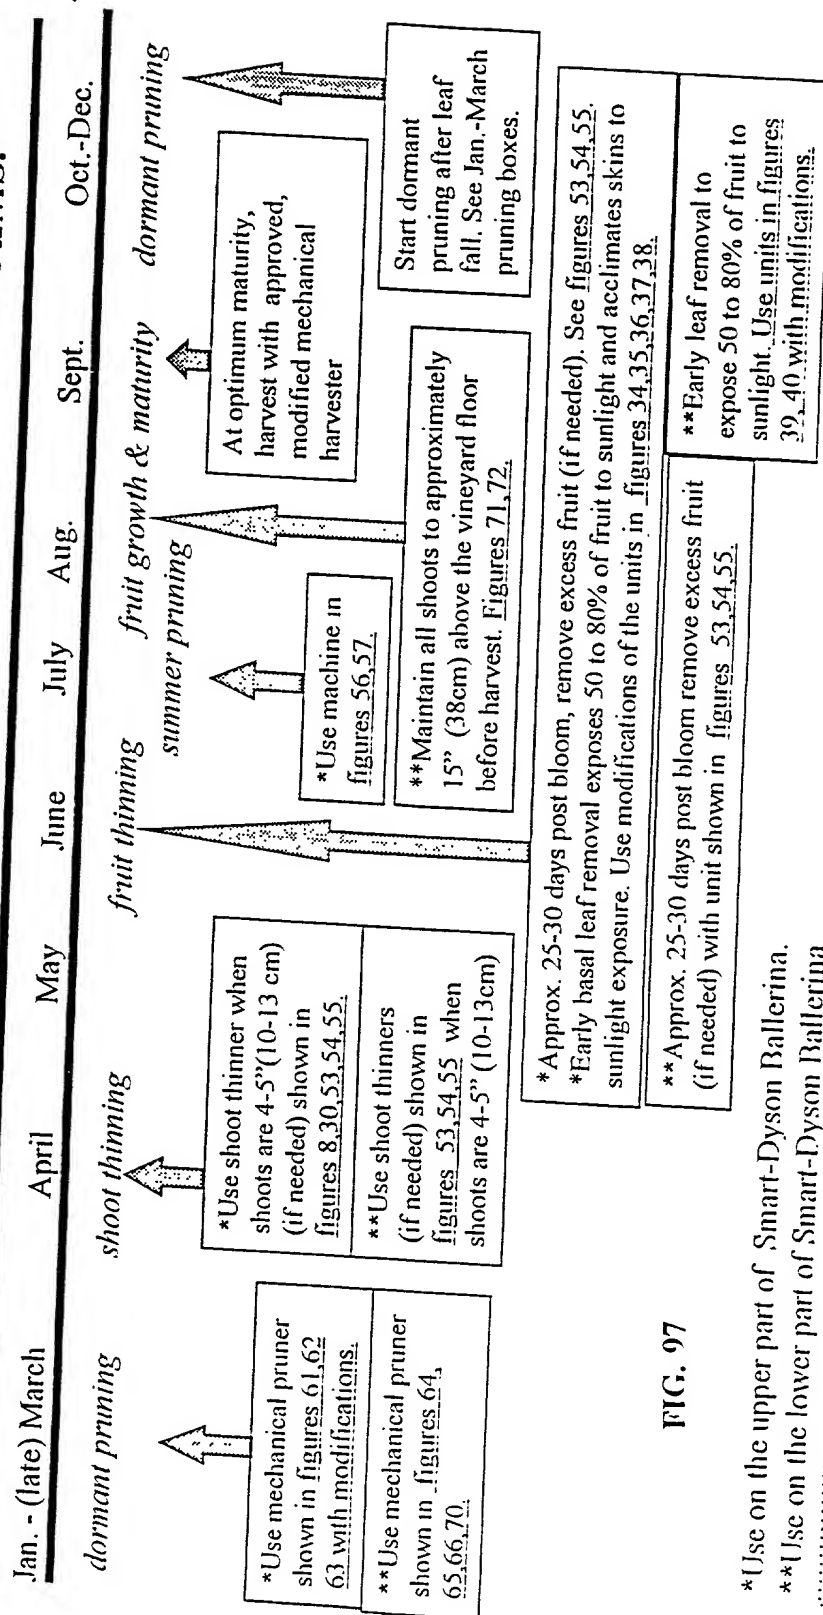 Jan. - (late) March
April
May
June
July
Aug.
Sept.
Oct.-Dec.
dormant pruning
shoot thinning
fruit thinning
summer pruning
fruit growth & maturity
dormant pruning
*Use mechanical pruner
shown in figures 61,62
63 with modifications.
**Use mechanical pruner
shown in figures 64,
65,66,70.
*Use shoot thinner when
shoots are 4-5"(10-13 cm)
(if needed) shown in
figures 8,30,53,54,55.
**Use shoot thinners
(if needed) shown in
figures 53,54,55 when
shoots are 4-5" (10-13cm)
*Use machine in
figures 56,57.
**Maintain all shoots to approximately
15" (38cm) above the vineyard floor
before harvest. Figures 71,72.
At optimum maturity,
harvest with approved,
modified mechanical
harvester
Start dormant
pruning after leaf
fall. See Jan.-March
pruning boxes.
*Approx. 25-30 days post bloom, remove excess fruit (if needed). See figures 53,54,55.
*Early basal leaf removal exposes 50 to 80% of fruit to sunlight and acclimates skins to
sunlight exposure. Use modifications of the units in figures 34,35,36,37,38.
**Approx. 25-30 days post bloom remove excess fruit
(if needed) with unit shown in figures 53,54,55.
**Early leaf removal to
expose 50 to 80% of fruit to
sunlight. Use units in figures
39, 40 with modifications.
FIG. 97
*Use on the upper part of Smart-Dyson Ballerina.
**Use on the lower part of Smart-Dyson Ballerina